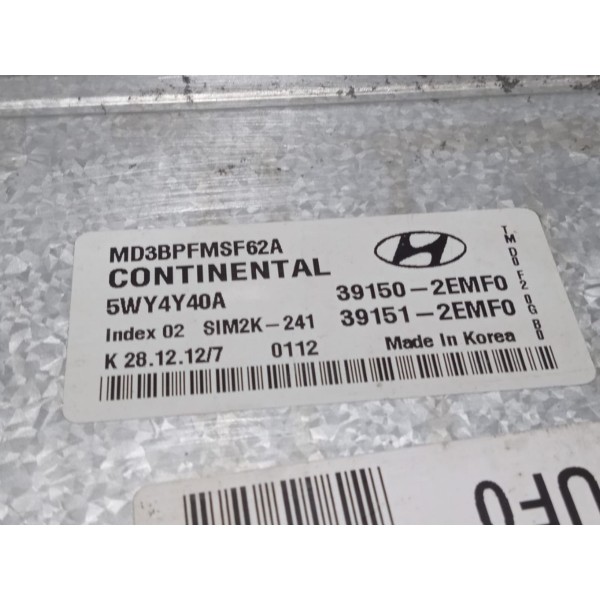 MD3BPFMSF62A
CONTINENTAL
5WY4Y40A
39150-2EMF0
Index 02 SIM2K-241
39151-2EMF0
K 28.12.12/7 0112
Made in Korea
UF0